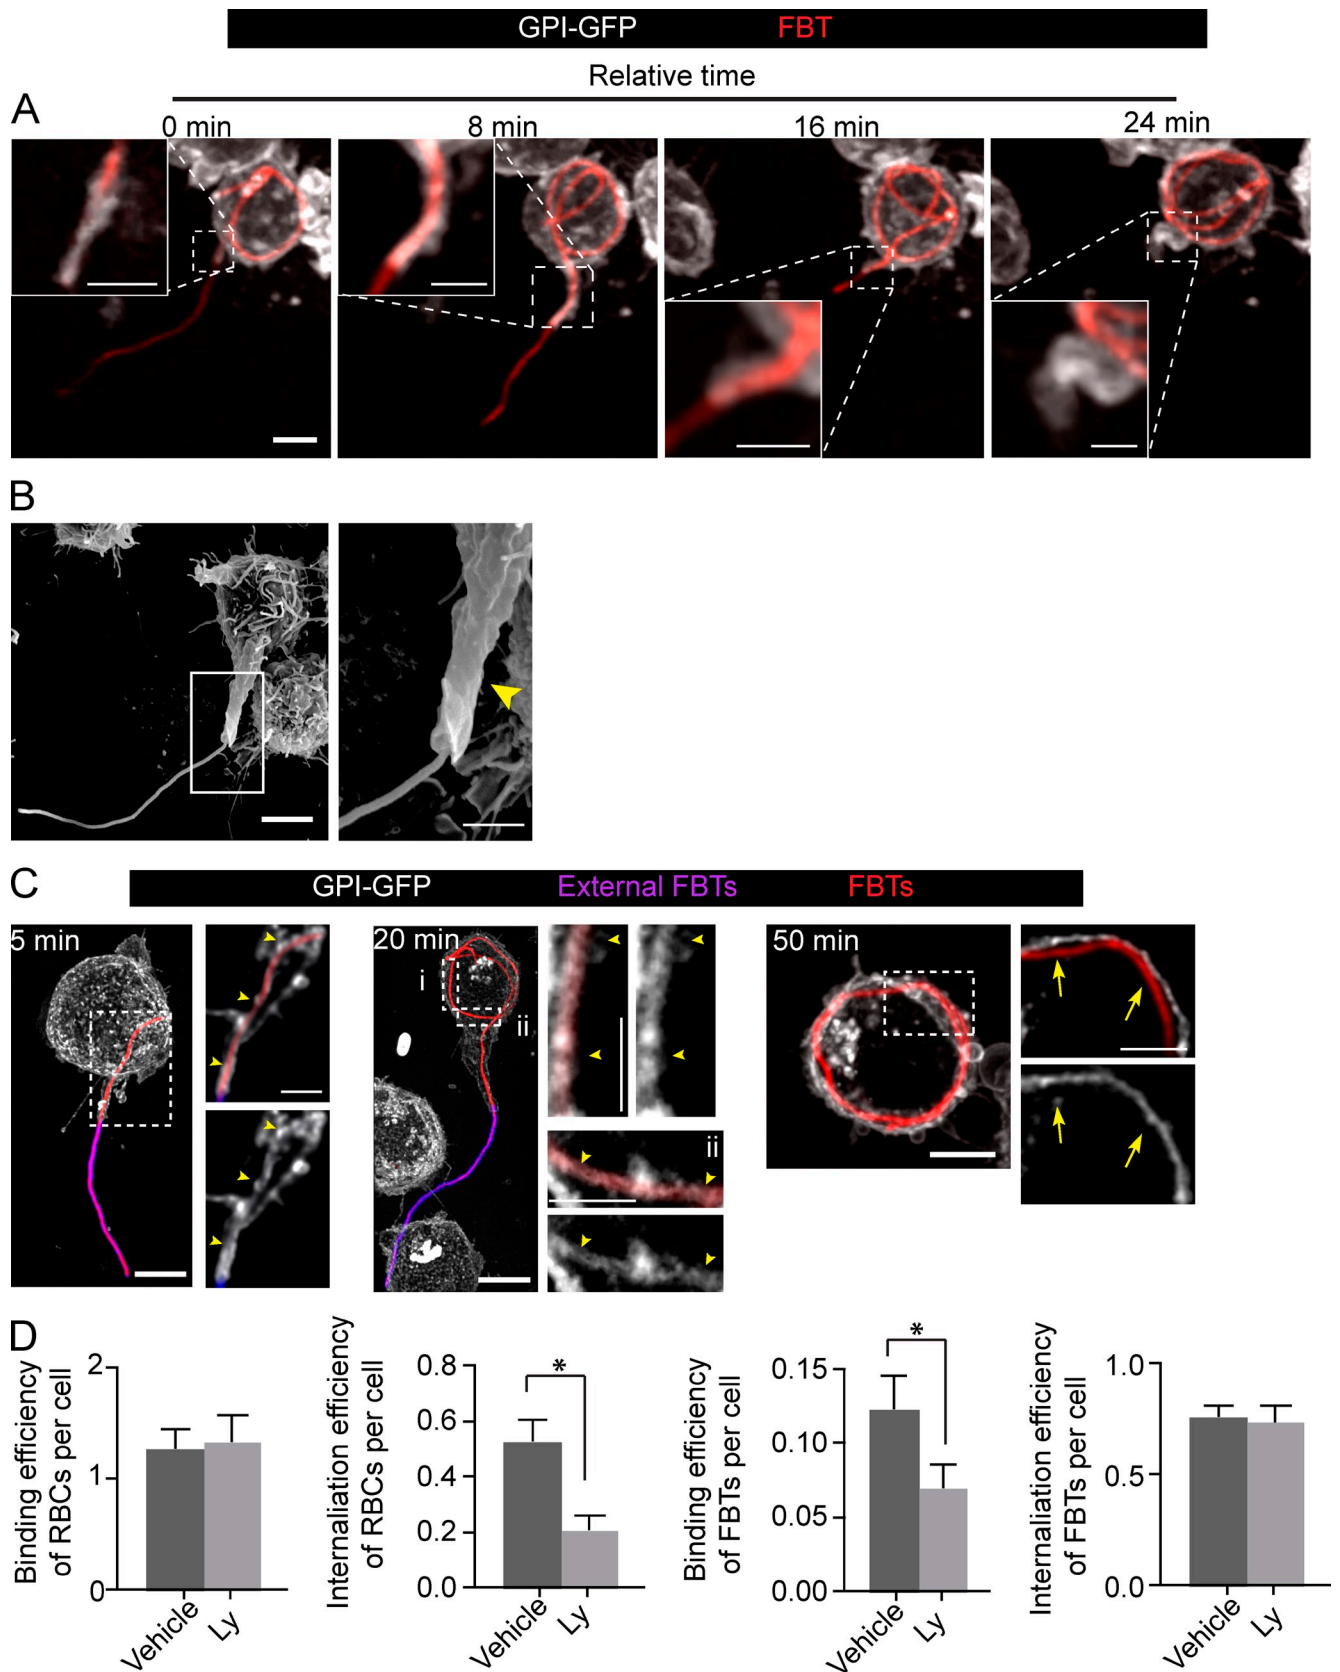 GPI-GFP FBT
Relative time
A
0 min 8 min 16 min 24 min
B
C
GPI-GFP External FBTs FBTs
5 min
20 min
i
ii
ii
50 min
D
Binding efficiency
of RBCs per cell
2
1
0
Vehicle
Ly
Internaliation efficiency
of RBCs per cell
0.8
0.6
0.4
0.2
0.0
*
Vehicle
Ly
Binding efficiency
of FBTs per cell
0.15
0.10
0.05
0.00
*
Vehicle
Ly
Internaliation efficiency
of FBTs per cell
1.0
0.5
0.0
Vehicle
Ly